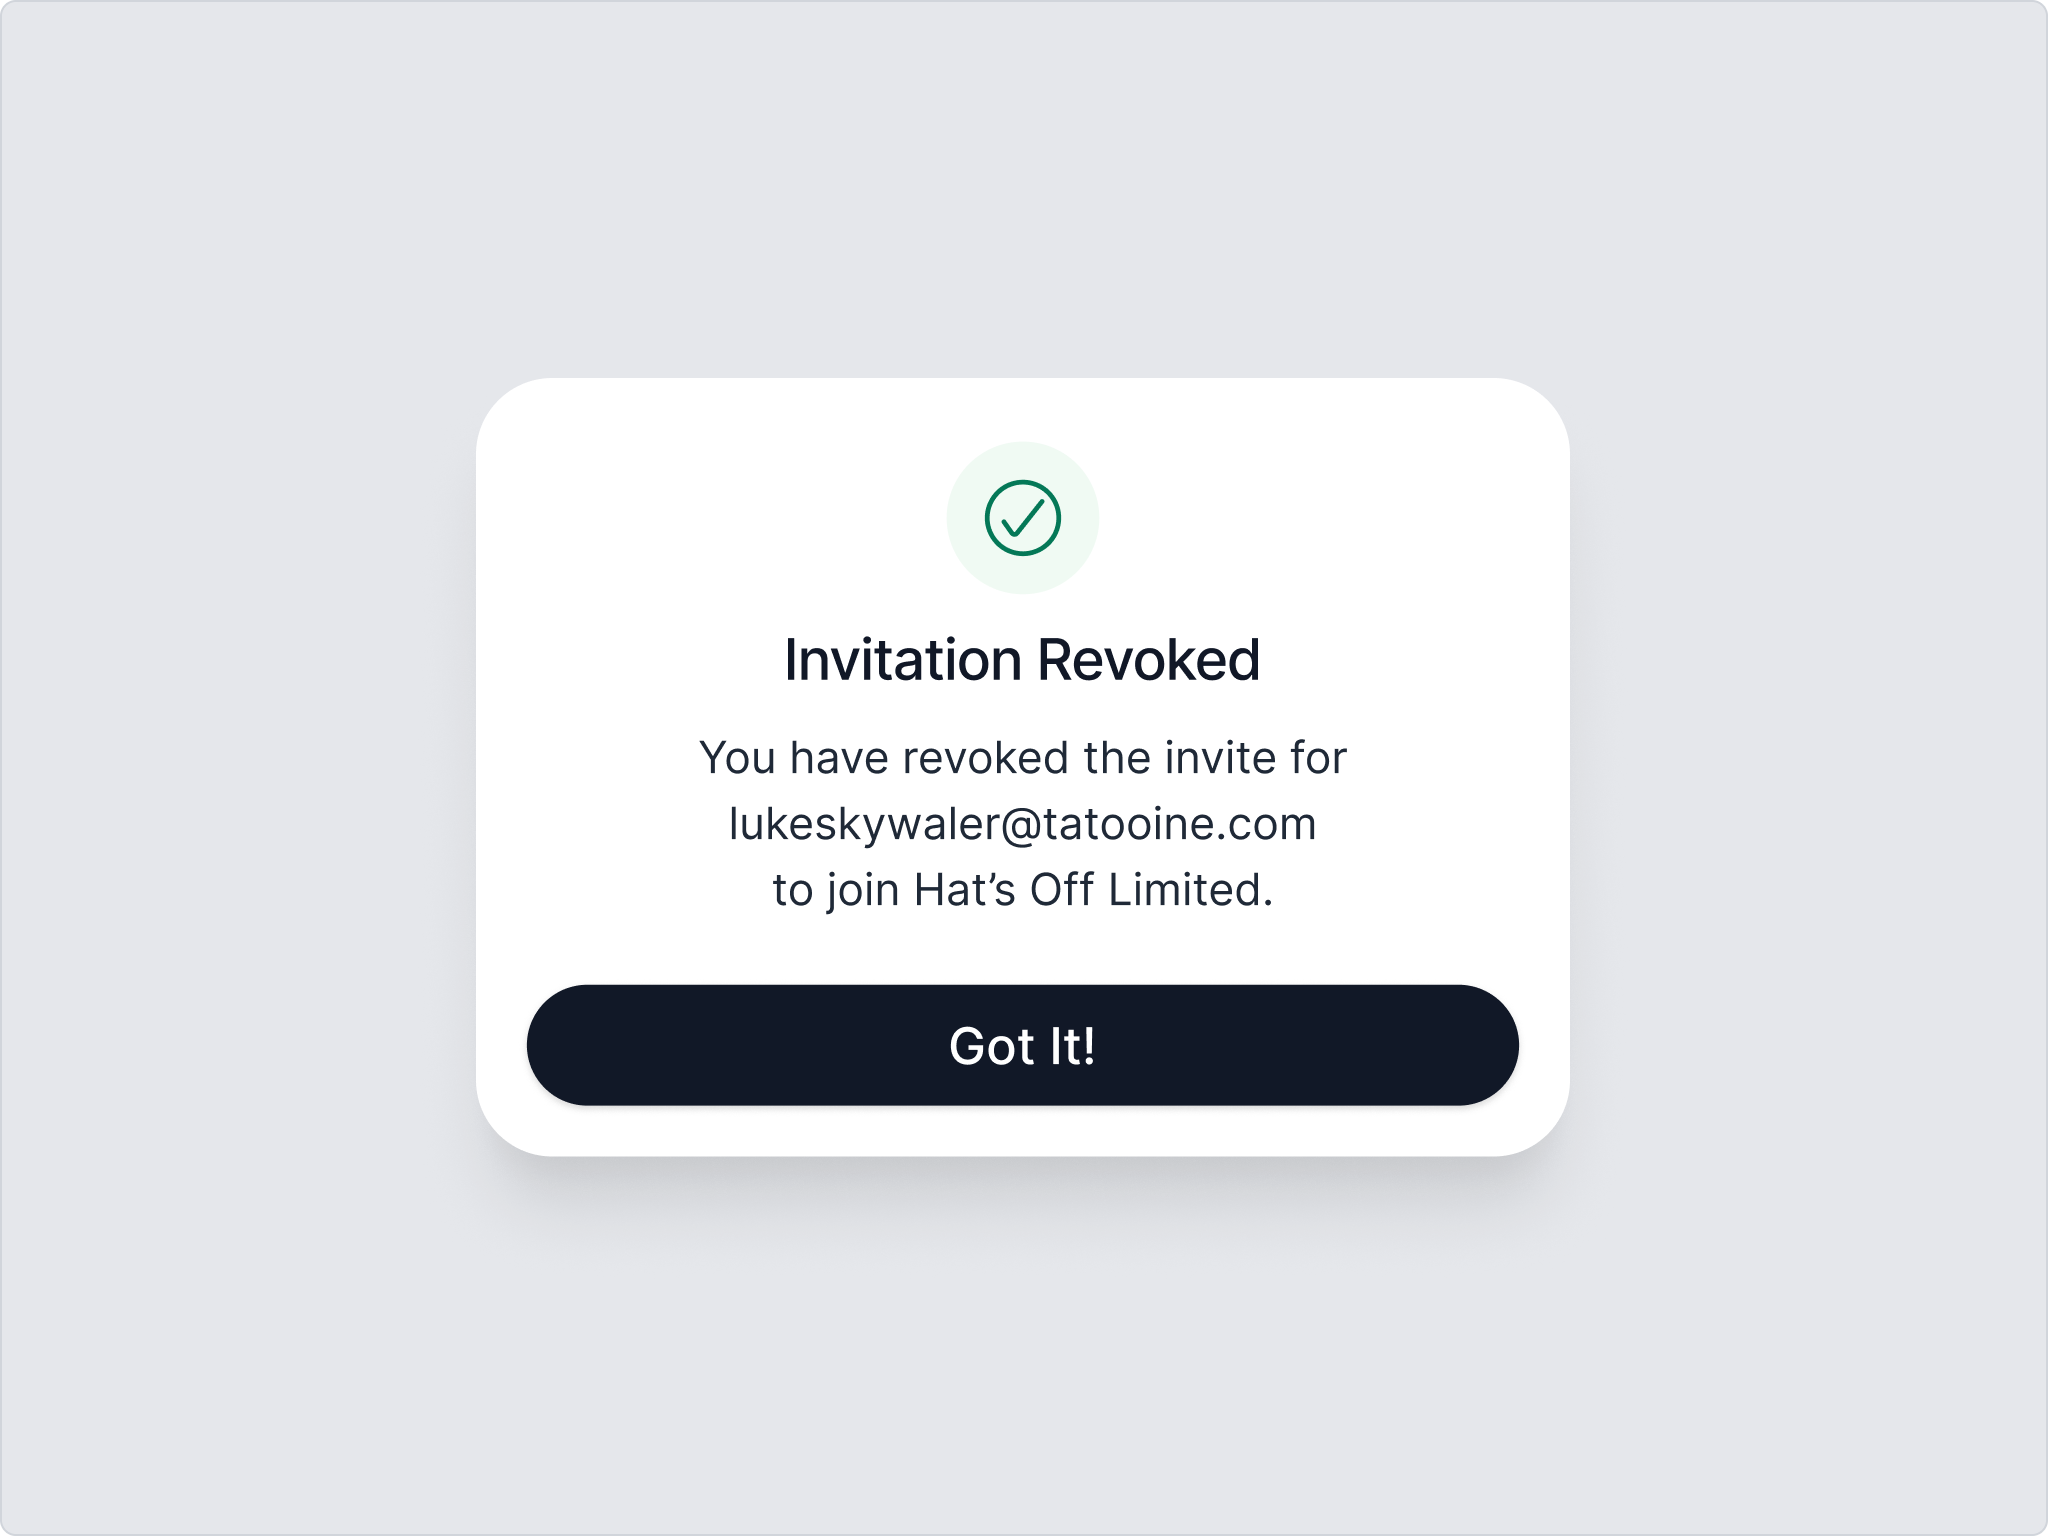 Invitation Revoked
You have revoked the invite for
lukeskywaler@tatooine.com
to join Hat’s Off Limited.
Got It!